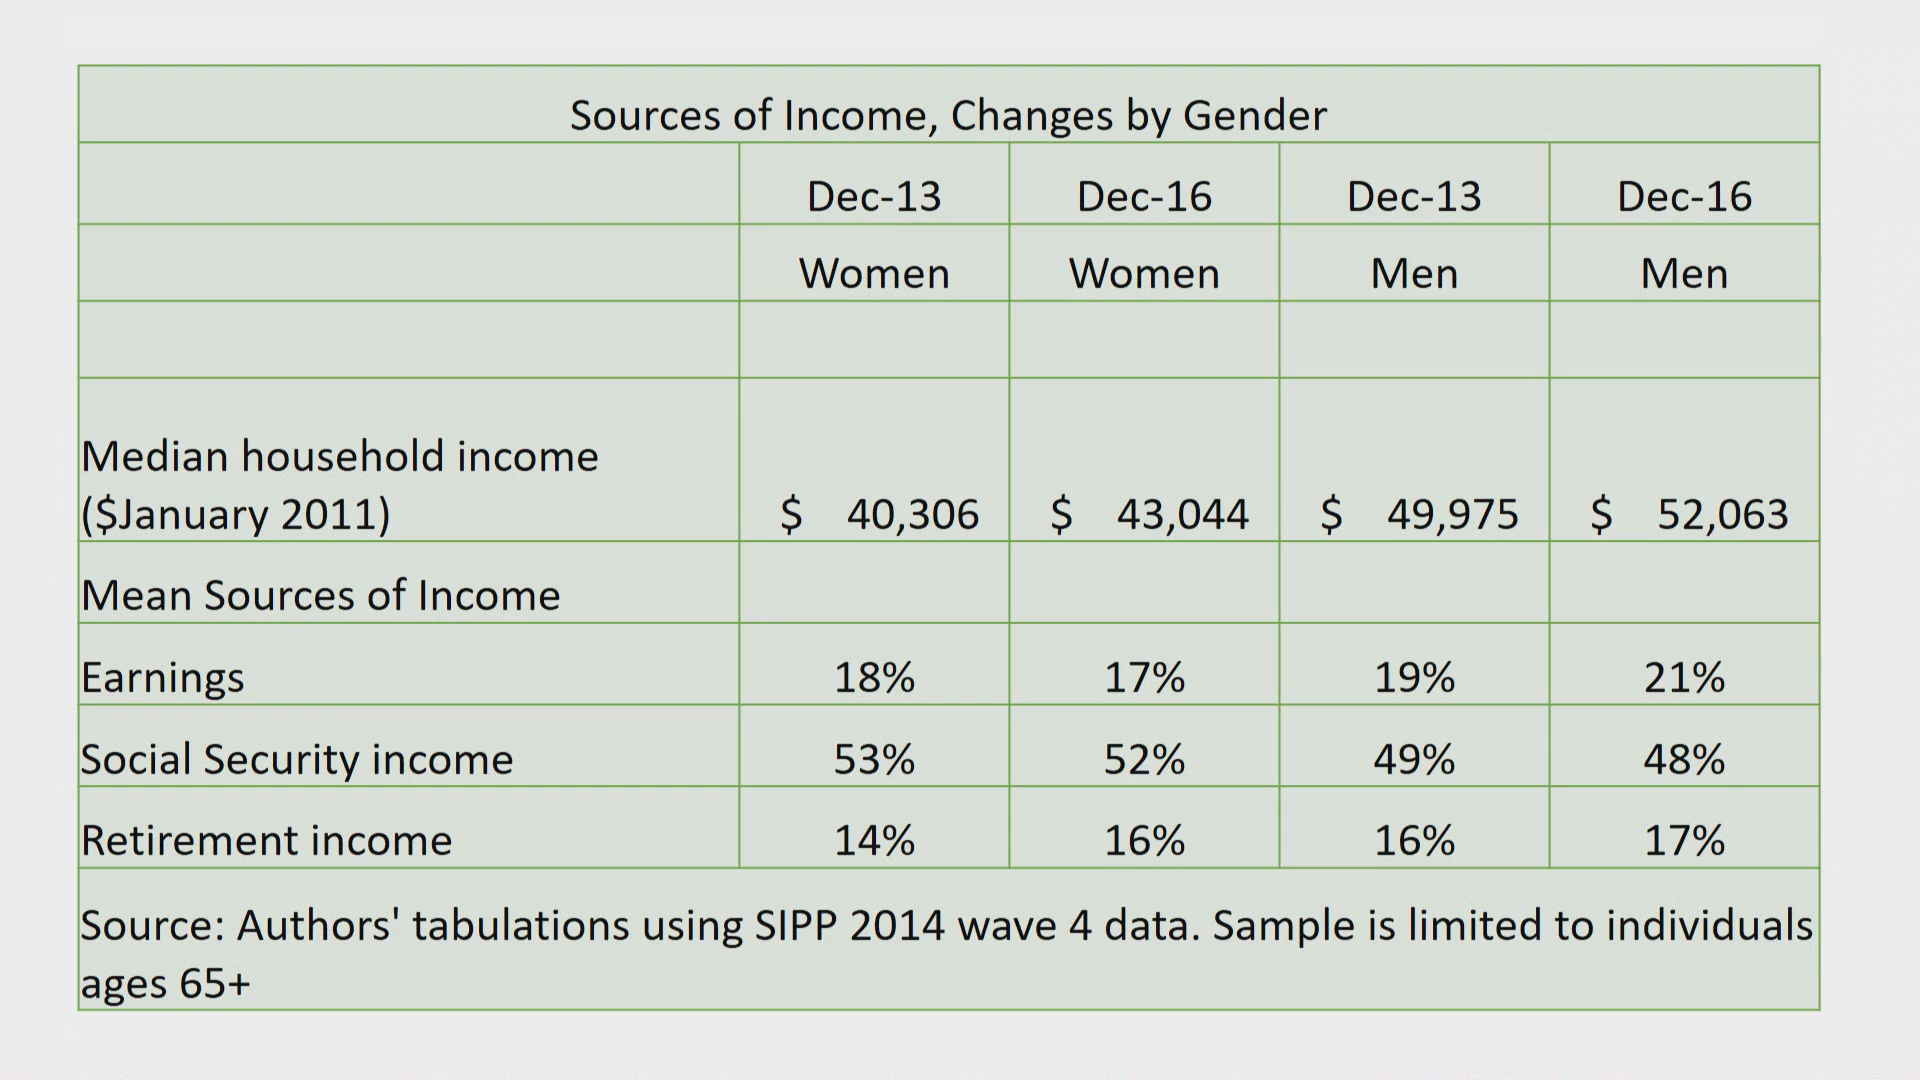 Sources of Income, Changes by Gender
Dec-13 Dec-16 Dec-13 Dec-16
Women Women Men Men
Median household income
($January 2011) $ 40,306 $ 43,044 $ 49,975 $ 52,063
Mean Sources of Income
Earnings 18% 17% 19% 21%
Social Security income 53% 52% 49% 48%
Retirement income 14% 16% 16% 17%
Source: Authors' tabulations using SIPP 2014 wave 4 data. Sample is limited to individuals
ages 65+